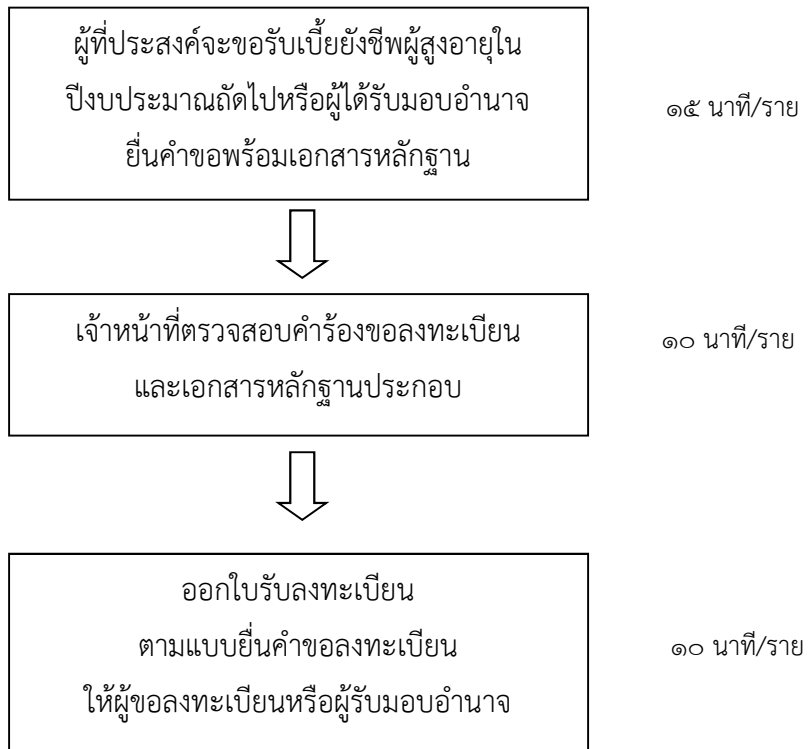 ผู้ที่ประสงค์จะขอรับเบี้ยยังชีพผู้สูงอายุใน
ปีงบประมาณถัดไปหรือผู้ได้รับมอบอำนาจ
ยื่นคำขอพร้อมเอกสารหลักฐาน
๑๕ นาที/ราย
เจ้าหน้าที่ตรวจสอบคำร้องขอลงทะเบียน
และเอกสารหลักฐานประกอบ
๑๐ นาที/ราย
ออกใบรับลงทะเบียน
ตามแบบยื่นคำขอลงทะเบียน
ให้ผู้ขอลงทะเบียนหรือผู้รับมอบอำนาจ
๑๐ นาที/ราย